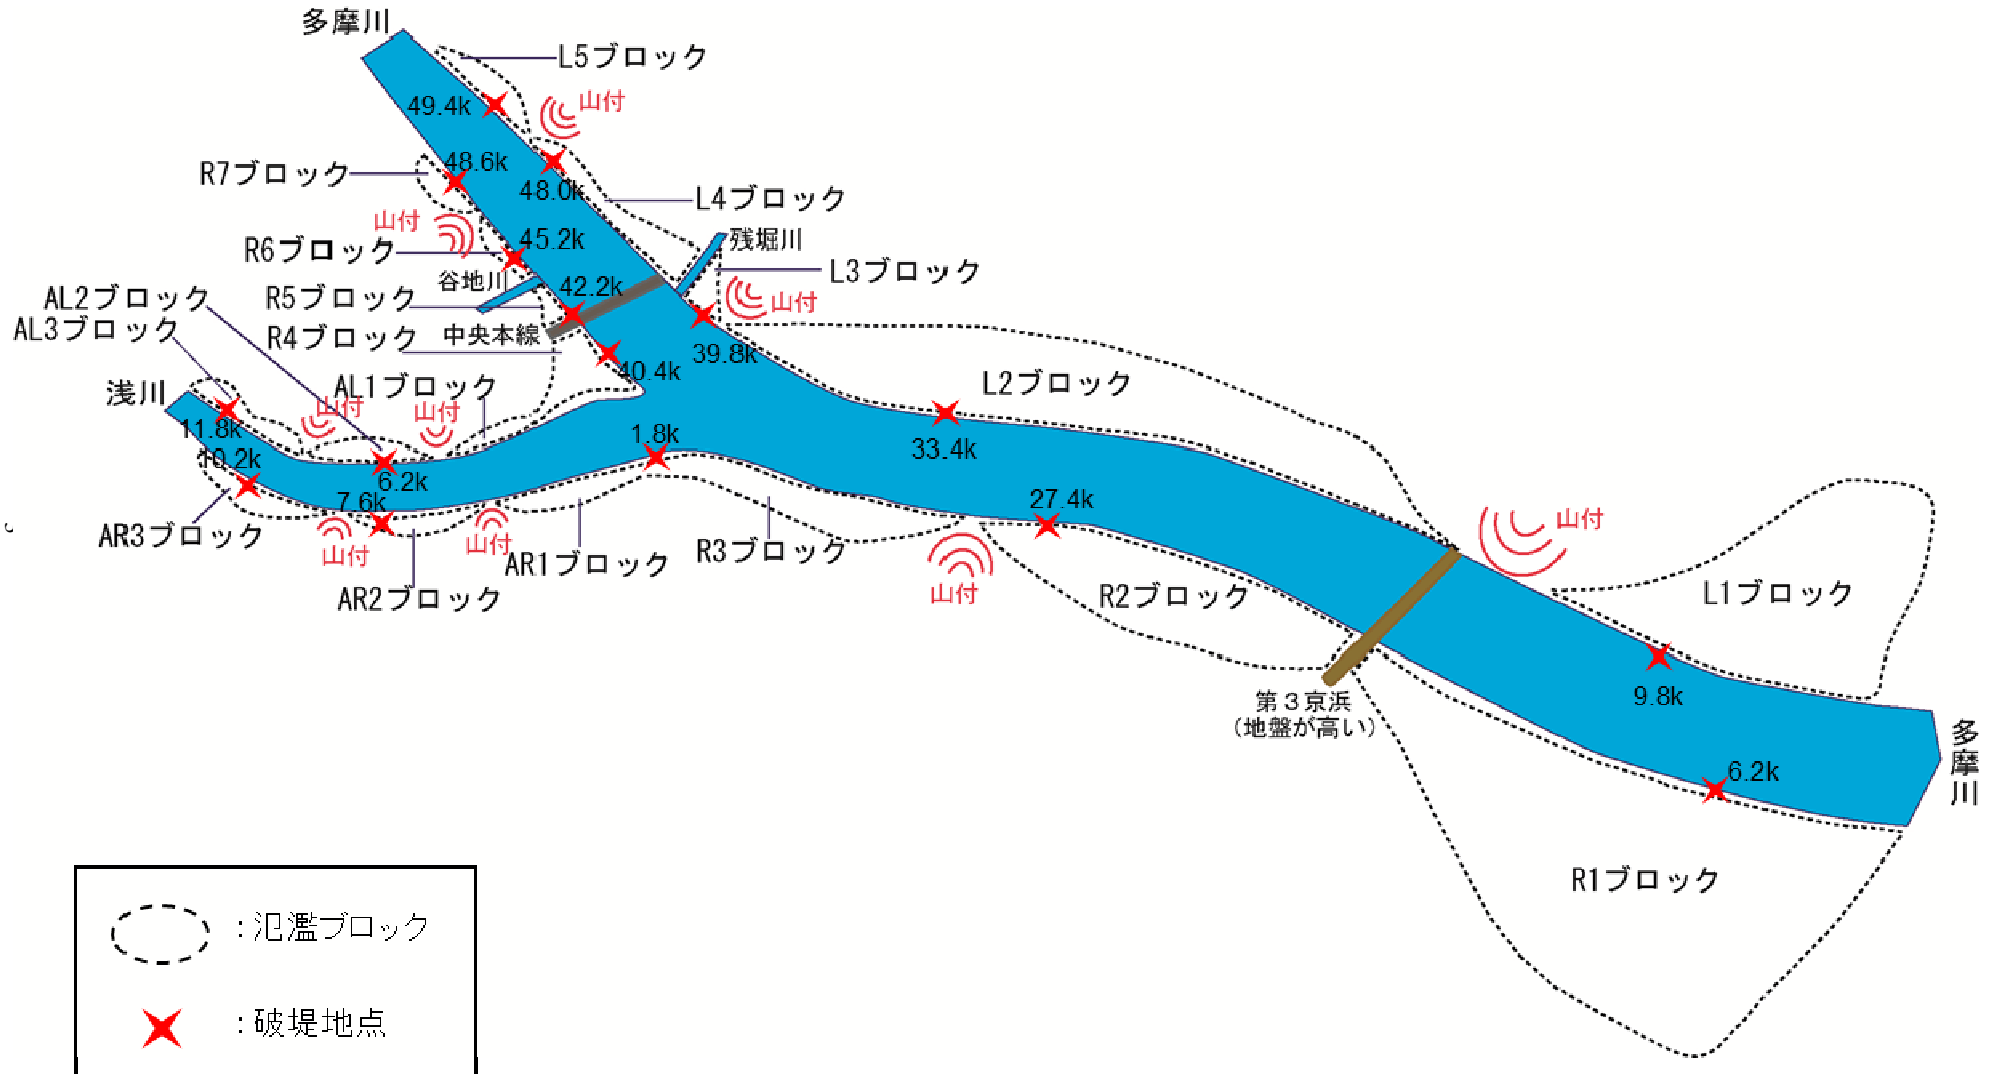 多摩川
L5ブロック
49.4k
山付
48.6k
R7ブロック
48.0k
L4ブロック
山付
45.2k
残堀川
R6ブロック
L3ブロック
谷地川
42.2k
AL2ブロック
R5ブロック
山付
AL3ブロック
R4ブロック
中央本線
39.8k
40.4k
L2ブロック
浅川
AL1ブロック
山付
山付
11.8k
1.8k
33.4k
10.2k
6.2k
7.6k
27.4k
山付
AR3ブロック
山付
山付
AR1ブロック
R3ブロック
AR2ブロック
山付
R2ブロック
L1ブロック
9.8k
第3京浜
(地盤が高い)
多摩川
6.2k
R1ブロック
:氾濫ブロック
:破堤地点